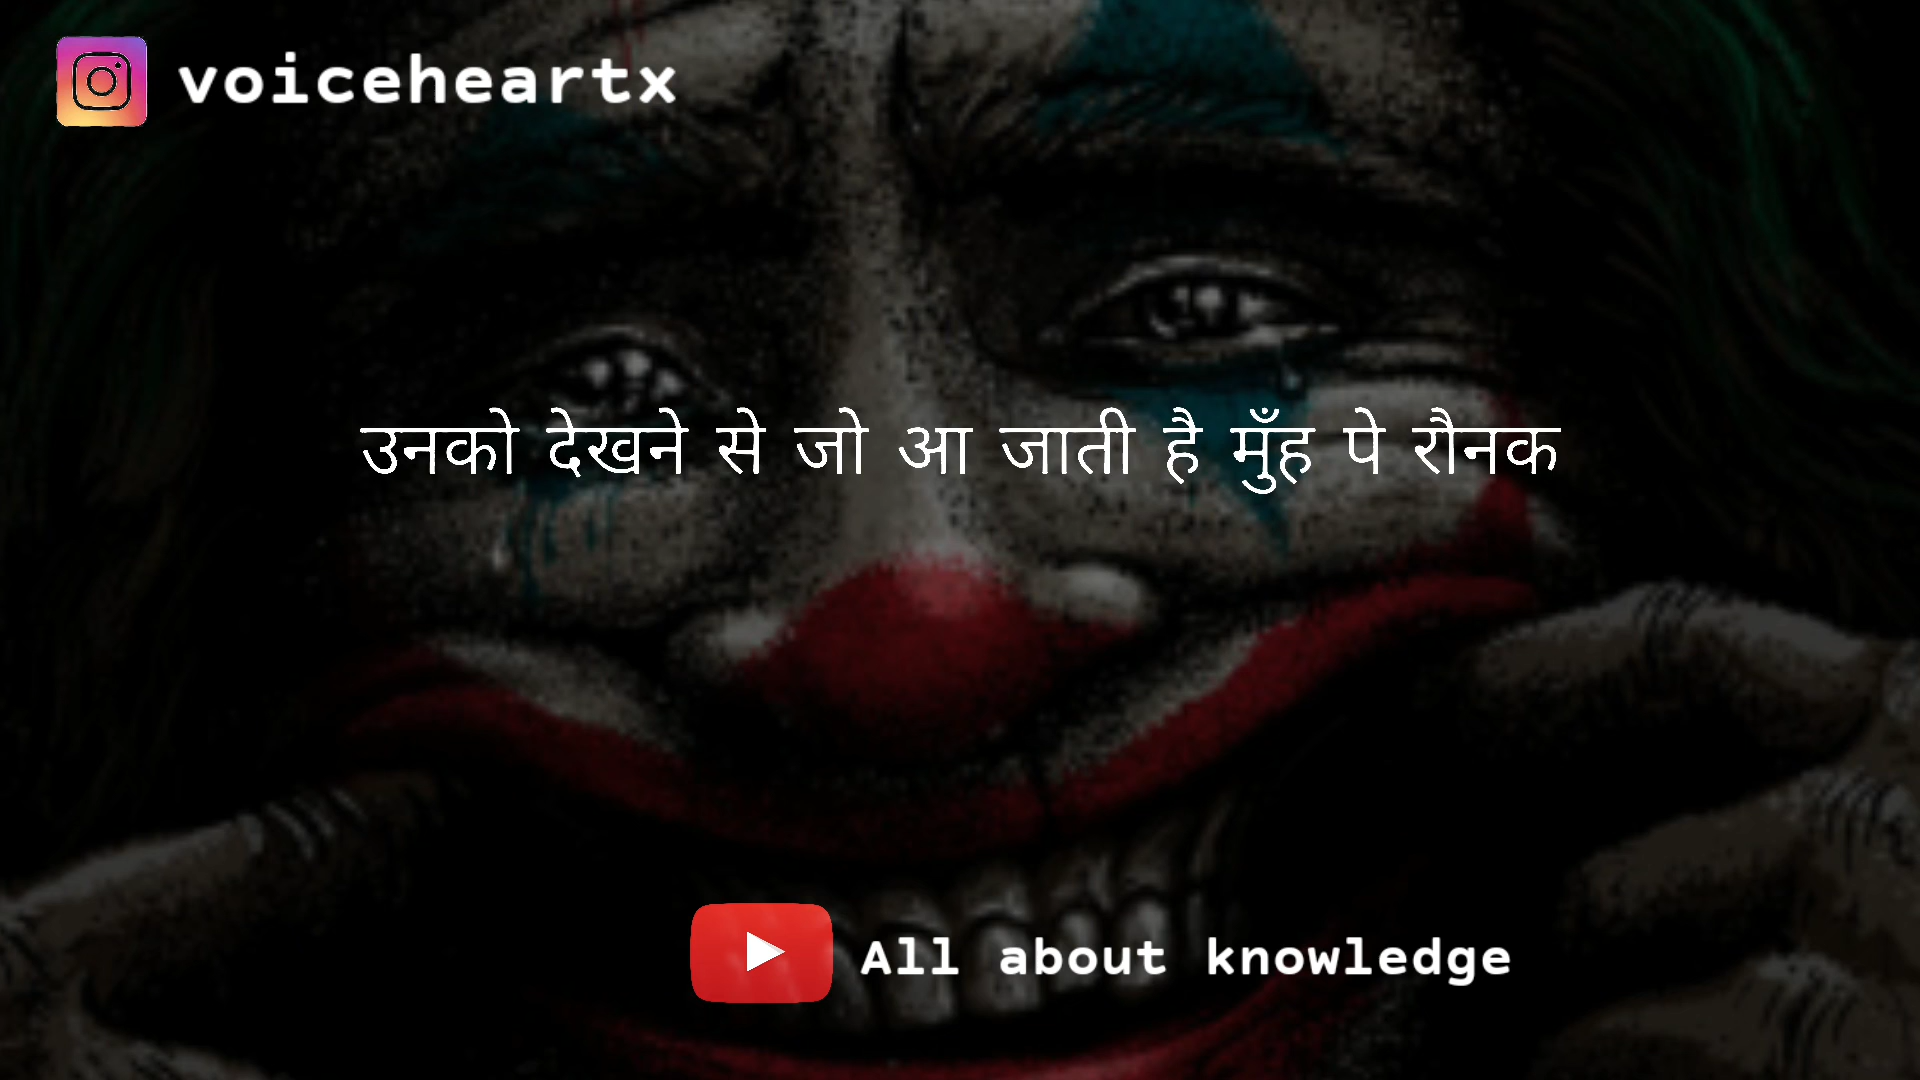 voiceheartx
उनको देखने से जो आ जाती है मुँह पे रौनक
All about knowledge